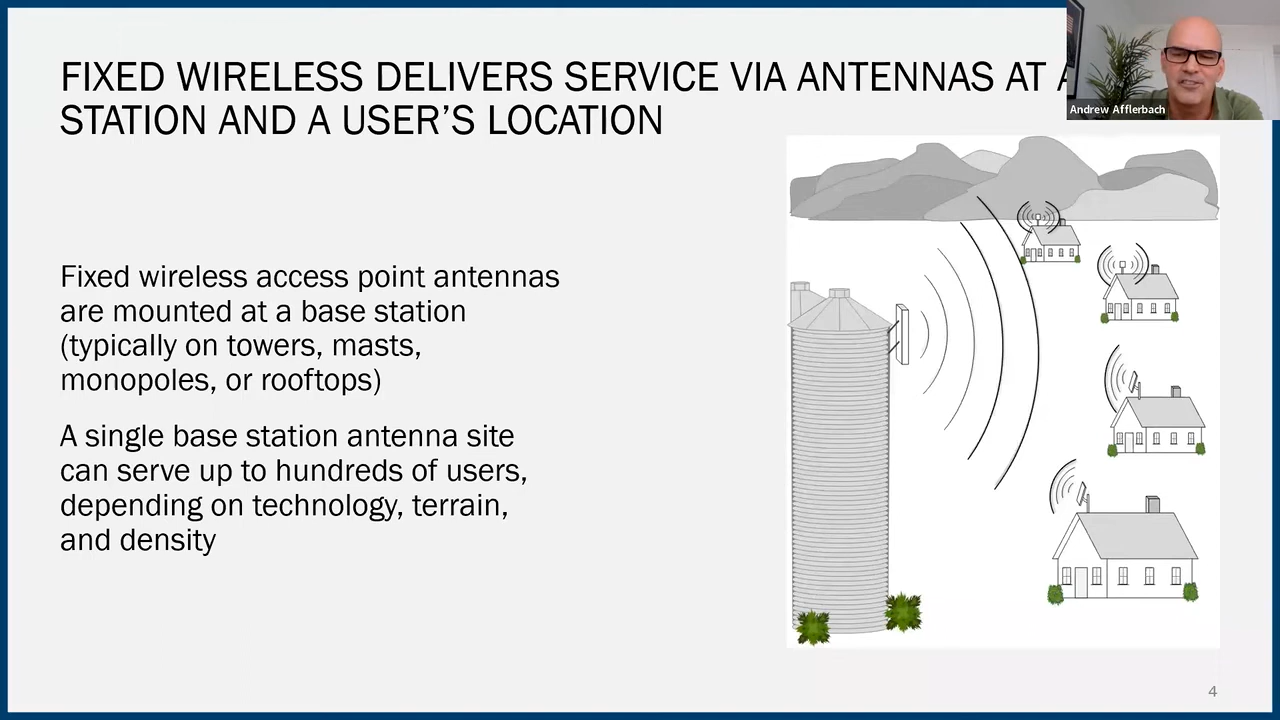 FIXED WIRELESS DELIVERS SERVICE VIA ANTENNAS AT
STATION AND A USER’S LOCATION
Andrew Afflerbach
Fixed wireless access point antennas
are mounted at a base station
(typically on towers, masts,
monopoles, or rooftops)
A single base station antenna site
can serve up to hundreds of users,
depending on technology, terrain,
and density
4